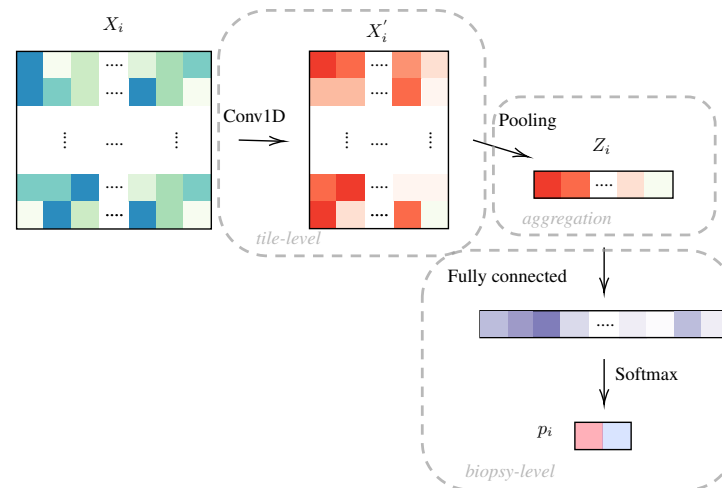 X_i
X'_i
....
....
....
....
Conv1D
Pooling
....
....
....
....
Z_i
....
....
....
....
....
....
....
aggregation
tile-level
Fully connected
....
Softmax
p_i
biopsy-level